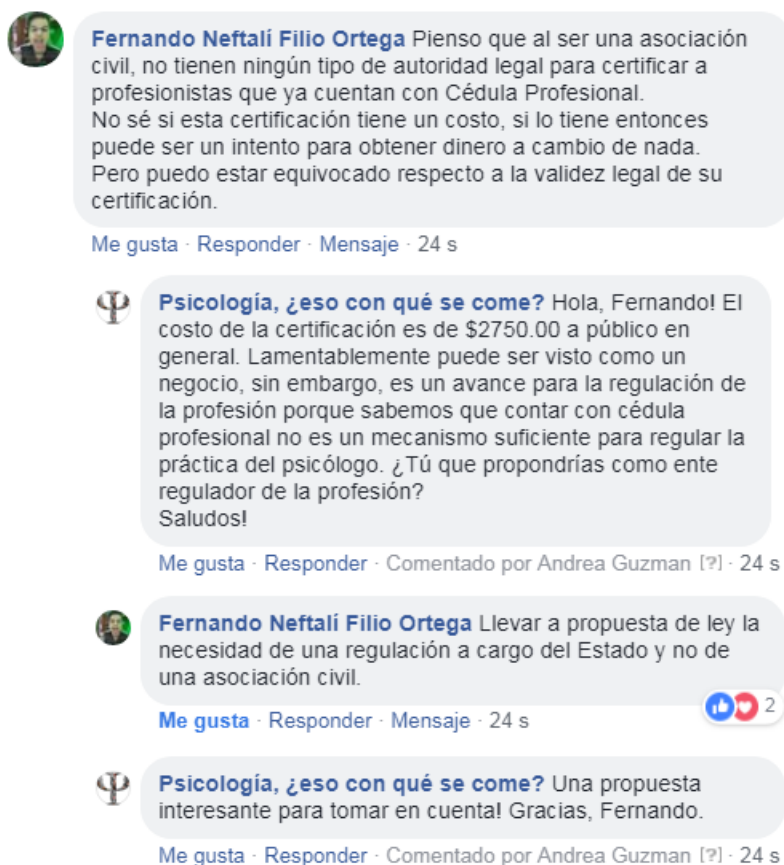 Fernando Neftalí Filio Ortega Pienso que al ser una asociación
civil, no tienen ningún tipo de autoridad legal para certificar a
profesionistas que ya cuentan con Cédula Profesional.
No sé si esta certificación tiene un costo, si lo tiene entonces
puede ser un intento para obtener dinero a cambio de nada.
Pero puedo estar equivocado respecto a la validez legal de su
certificación.
Me gusta · Responder · Mensaje · 24 s
Psicología, ¿eso con qué se come? Hola, Fernando! El
costo de la certificación es de $2750.00 a público en
general. Lamentablemente puede ser visto como un
negocio, sin embargo, es un avance para la regulación de
la profesión porque sabemos que contar con cédula
profesional no es un mecanismo suficiente para regular la
práctica del psicólogo. ¿Tú que propondrías como ente
regulador de la profesión?
Saludos!
Me gusta · Responder · Comentado por Andrea Guzman [?] · 24 s
Fernando Neftalí Filio Ortega Llevar a propuesta de ley la
necesidad de una regulación a cargo del Estado y no de
una asociación civil.
2
Me gusta · Responder · Mensaje · 24 s
Psicología, ¿eso con qué se come? Una propuesta
interesante para tomar en cuenta! Gracias, Fernando.
Me gusta · Responder · Comentado por Andrea Guzman [?] · 24 s